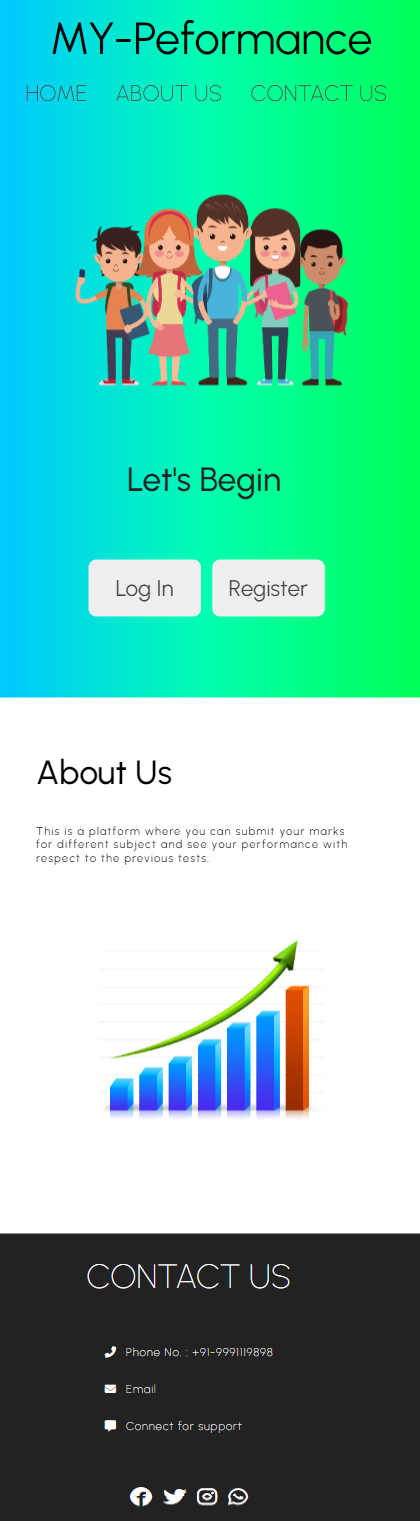 MY-Peformance
HOME ABOUT US CONTACT US
Let's Begin
Log In Register
About Us
This is a platform where you can submit your marks
for different subject and see your performance with
respect to the previous tests.
CONTACT US
Phone No. : +91-9991119898
Email
Connect for support